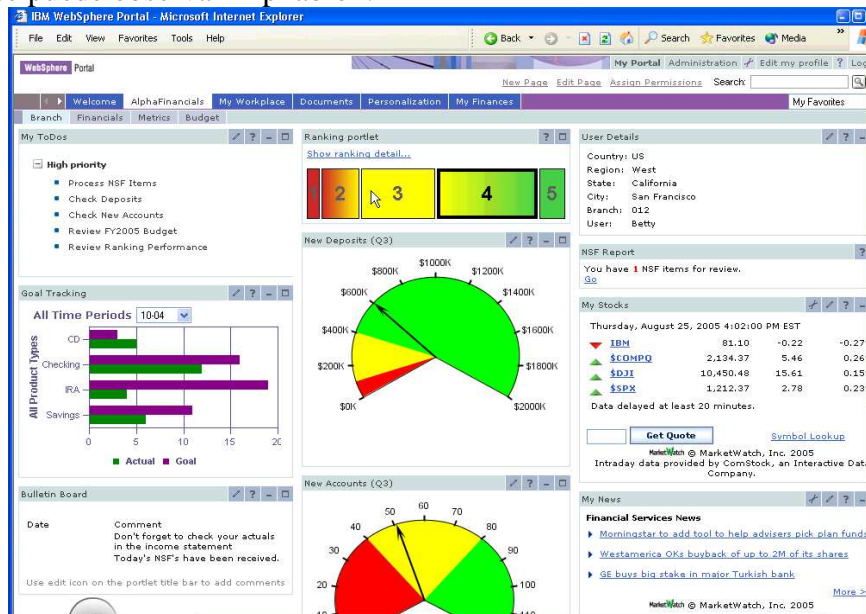 IBM WebSphere Portal - Microsoft Internet Explorer
File Edit View Favorites Tools Help
Back Search Favorites Media
WebSphere Portal
My Portal Administration Edit my profile ? Log
New Page Edit Page Assign Permissions Search:
Welcome AlphaFinancials My Workplace Documents Personalization My Finances My Favorites
Branch Financials Metrics Budget
My ToDos
High priority
Process NSF Items
Check Deposits
Check New Accounts
Review FY2005 Budget
Review Ranking Performance
Goal Tracking
All Time Periods 10-04
All Product Types
CD
Checking
IRA
Savings
0 5 10 15 20
Actual Goal
Bulletin Board
Date Comment
Don't forget to check your actuals
in the income statement
Today's NSF's have been received.
Use edit icon on the portlet title bar to add comments
Ranking portlet
Show ranking detail...
1 2 3 4 5
New Deposits (Q3)
$0K $200K $400K $600K $800K $1000K $1200K $1400K $1600K $1800K $2000K
New Accounts (Q3)
10 20 30 40 50 60 70 80 90 100
User Details
Country: US
Region: West
State: California
City: San Francisco
Branch: 012
User: Betty
NSF Report
You have 1 NSF items for review.
Go
My Stocks
Thursday, August 25, 2005 4:02:00 PM EST
IBM 81.10 -0.22 -0.27
$COMPQ 2,134.37 5.46 0.26
$DJI 10,450.48 15.61 0.15
$SPX 1,212.37 2.78 0.23
Data delayed at least 20 minutes.
Get Quote Symbol Lookup
MarketWatch © MarketWatch, Inc. 2005
Intraday data provided by ComStock, an Interactive Data
Company.
My News
Financial Services News
Morningstar to add tool to help advisers pick plan funds
Westamerica OKs buyback of up to 2M of its shares
GE buys big stake in major Turkish bank
More >
MarketWatch © MarketWatch, Inc. 2005